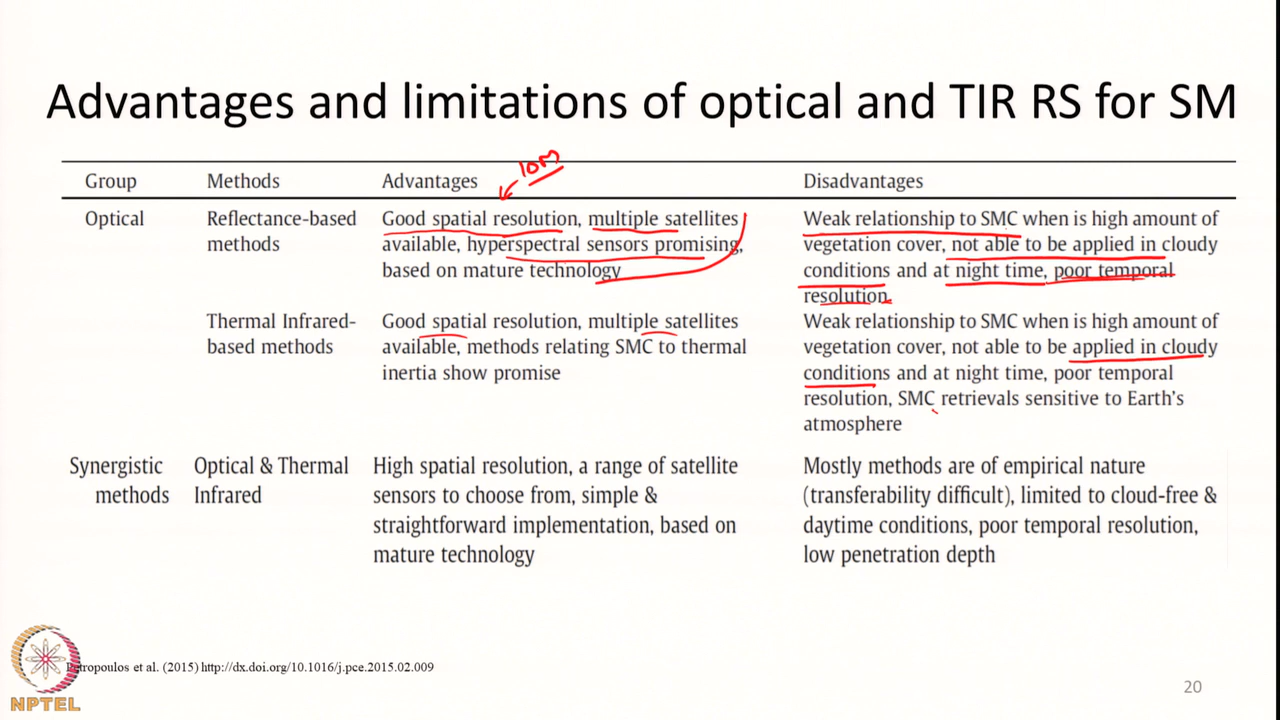 Advantages and limitations of optical and TIR RS for SM
10m
Group Methods Advantages Disadvantages
Optical Reflectance-based Good spatial resolution, multiple satellites Weak relationship to SMC when is high amount of
methods available, hyperspectral sensors promising, vegetation cover, not able to be applied in cloudy
based on mature technology conditions and at night time, poor temporal
resolution.
Thermal Infrared- Good spatial resolution, multiple satellites Weak relationship to SMC when is high amount of
based methods available, methods relating SMC to thermal vegetation cover, not able to be applied in cloudy
inertia show promise conditions and at night time, poor temporal
resolution, SMC retrievals sensitive to Earth's
atmosphere
Synergistic Optical & Thermal High spatial resolution, a range of satellite Mostly methods are of empirical nature
methods Infrared sensors to choose from, simple & (transferability difficult), limited to cloud-free &
straightforward implementation, based on daytime conditions, poor temporal resolution,
mature technology low penetration depth
Petropoulos et al. (2015) http://dx.doi.org/10.1016/j.pce.2015.02.009
20
NPTEL